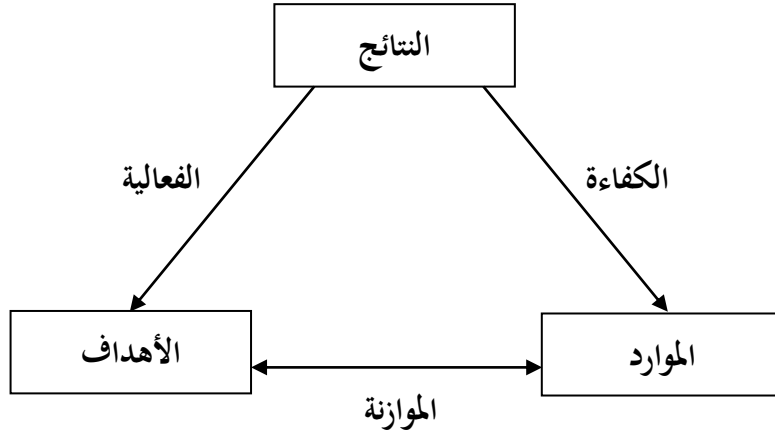 النتائج
الكفاءة
الفعالية
الموارد
الأهداف
الموازنة